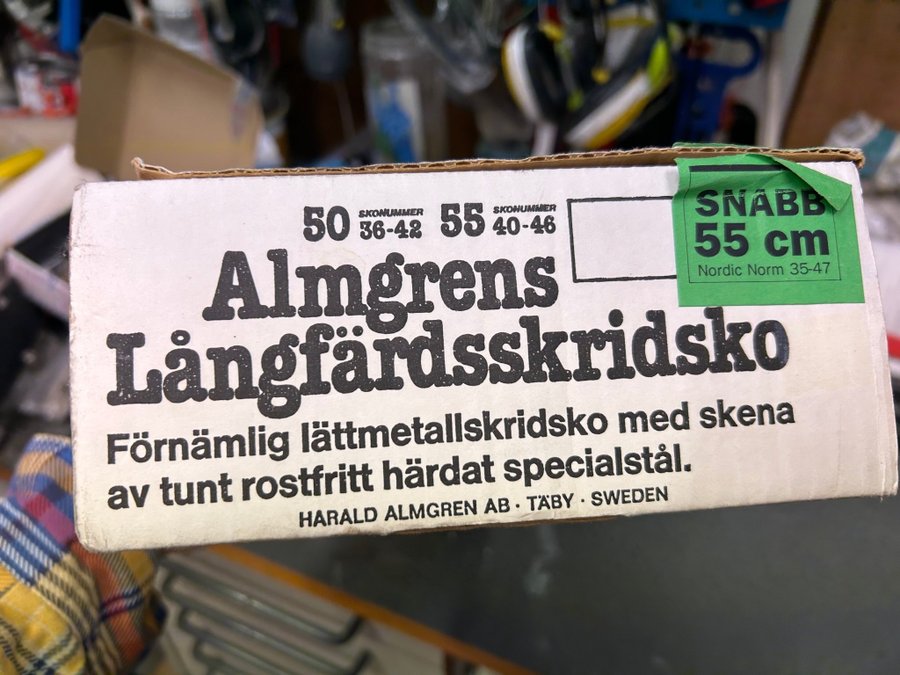 50 SKONUMMER 36-42 55 SKONUMMER 40-46
Almgrens
Långfärdsskridsko
Förnämlig lättmetallskridsko med skena
av tunt rostfritt härdat specialstål.
HARALD ALMGREN AB · TÄBY · SWEDEN
SNABB
55 cm
Nordic Norm 35-47